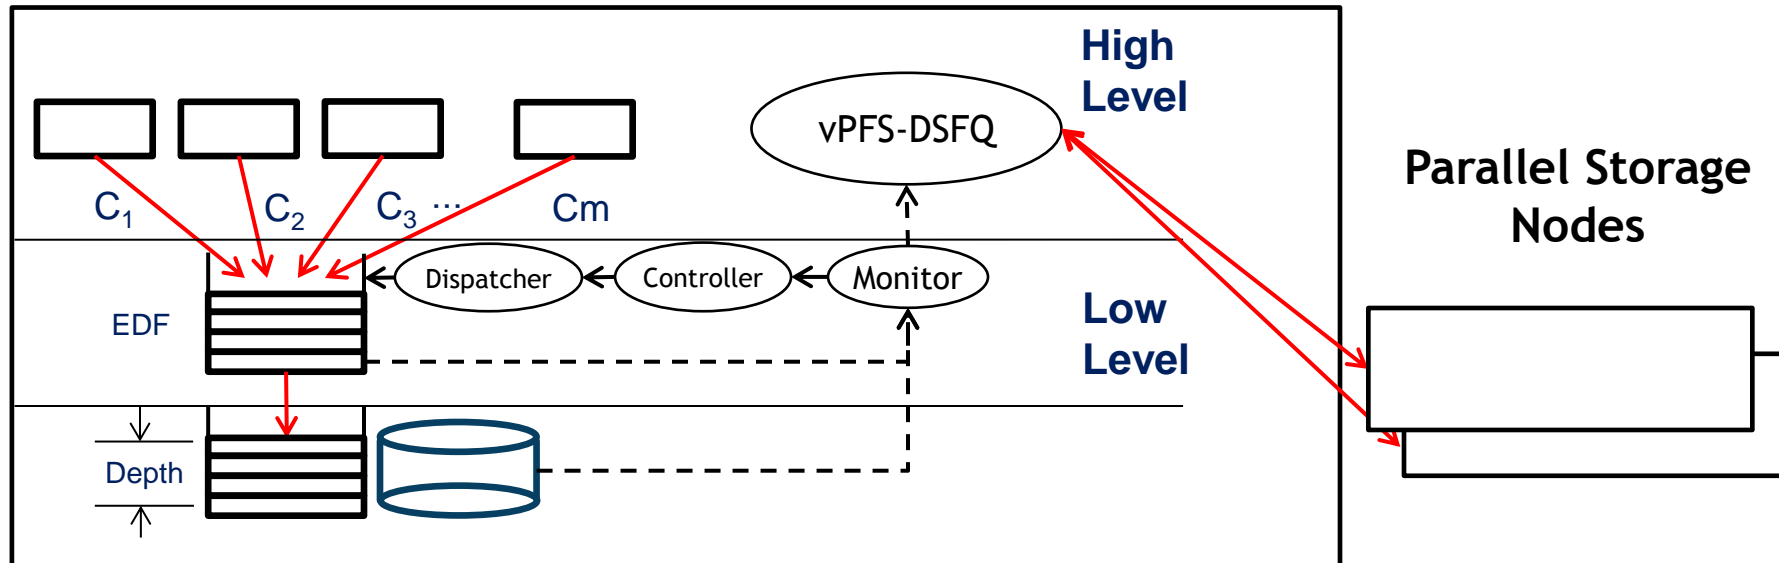 High
Level
vPFS-DSFQ
Parallel Storage
Nodes
C1 C2 C3 ... Cm
Dispatcher
Controller
Monitor
EDF
Low
Level
Depth